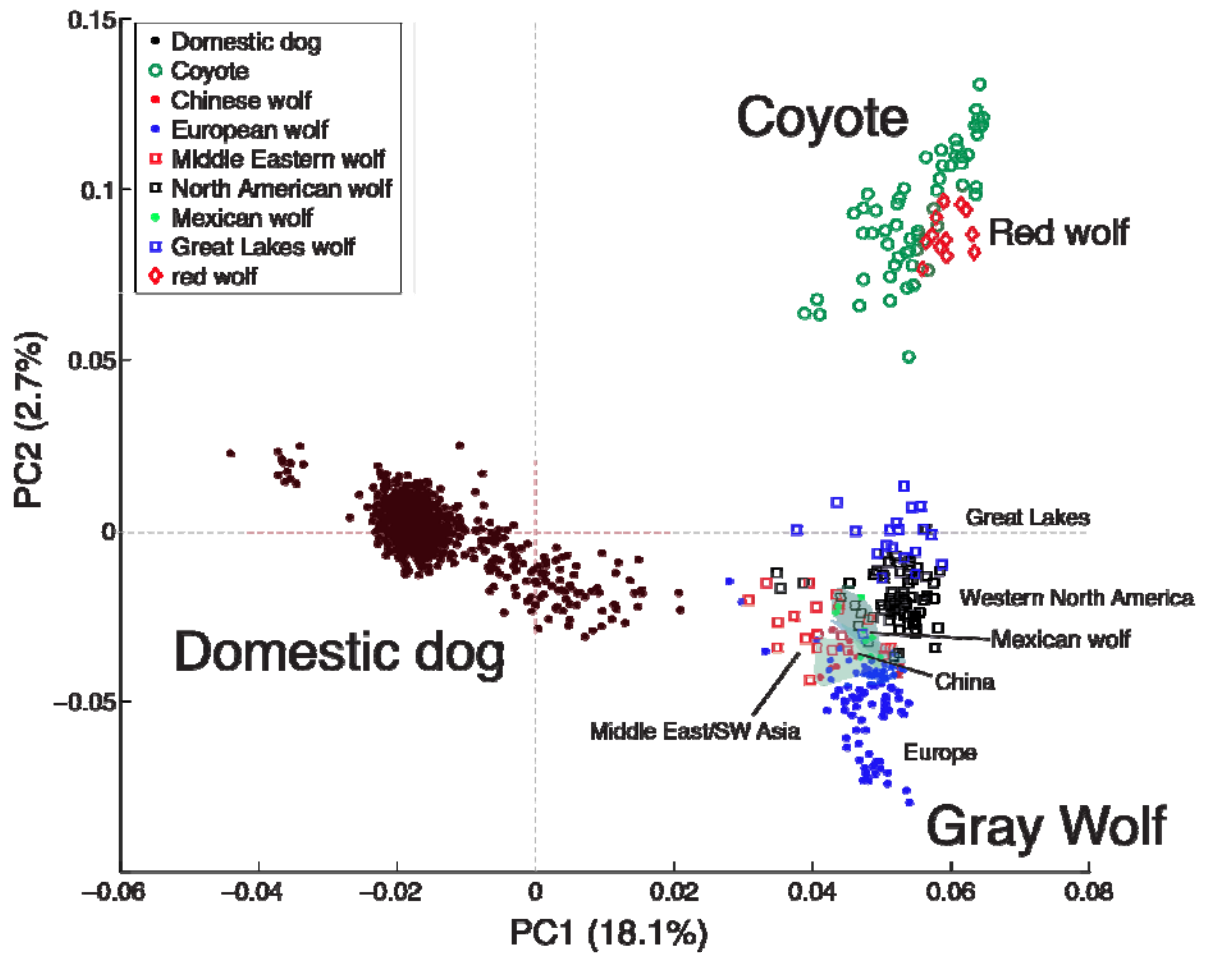 0.15
0.1
0.05
0
−0.05
PC2 (2.7%)
Domestic dog
Coyote
Chinese wolf
European wolf
Middle Eastern wolf
North American wolf
Mexican wolf
Great Lakes wolf
red wolf
Coyote
Red wolf
Great Lakes
Western North America
Mexican wolf
China
Domestic dog
Middle East/SW Asia
Europe
Gray Wolf
−0.06 −0.04 −0.02 0 0.02 0.04 0.06 0.08
PC1 (18.1%)